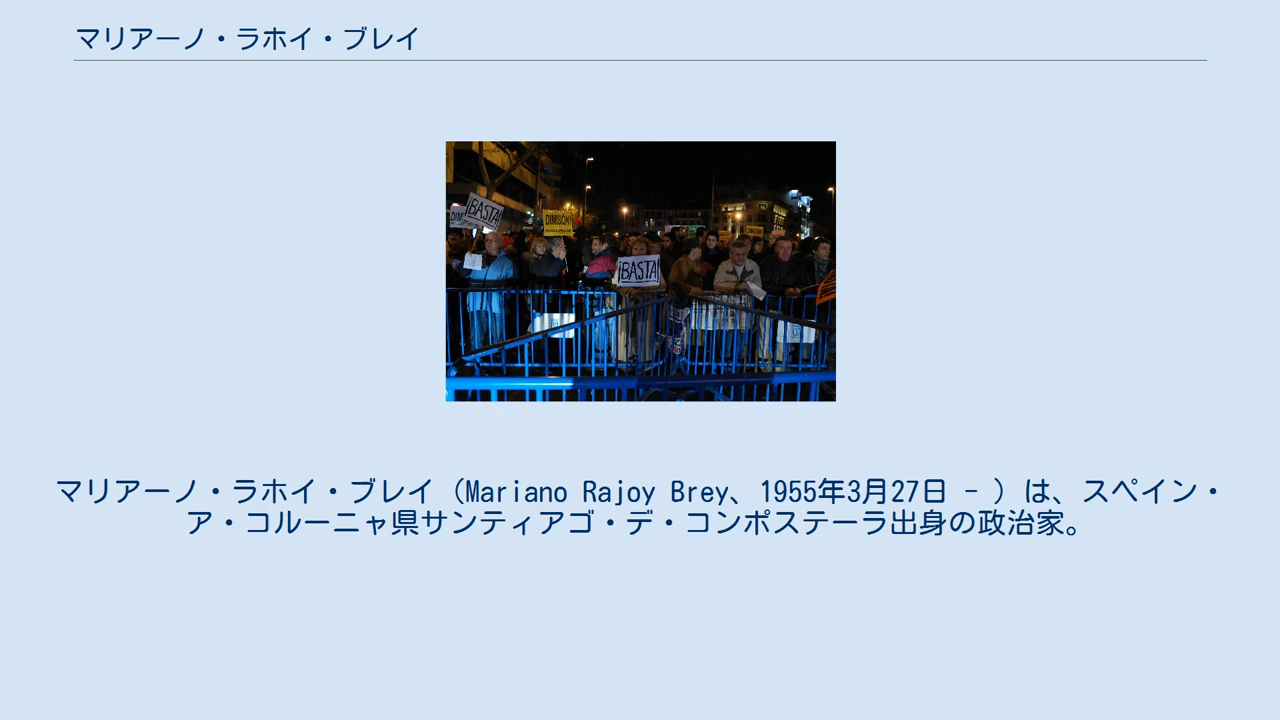 マリアーノ・ラホイ・ブレイ
¡BASTA!
DIMISIÓN!
¡BASTA!
マリアーノ・ラホイ・ブレイ（Mariano Rajoy Brey、1955年3月27日 - ）は、スペイン・
ア・コルーニャ県サンティアゴ・デ・コンポステーラ出身の政治家。